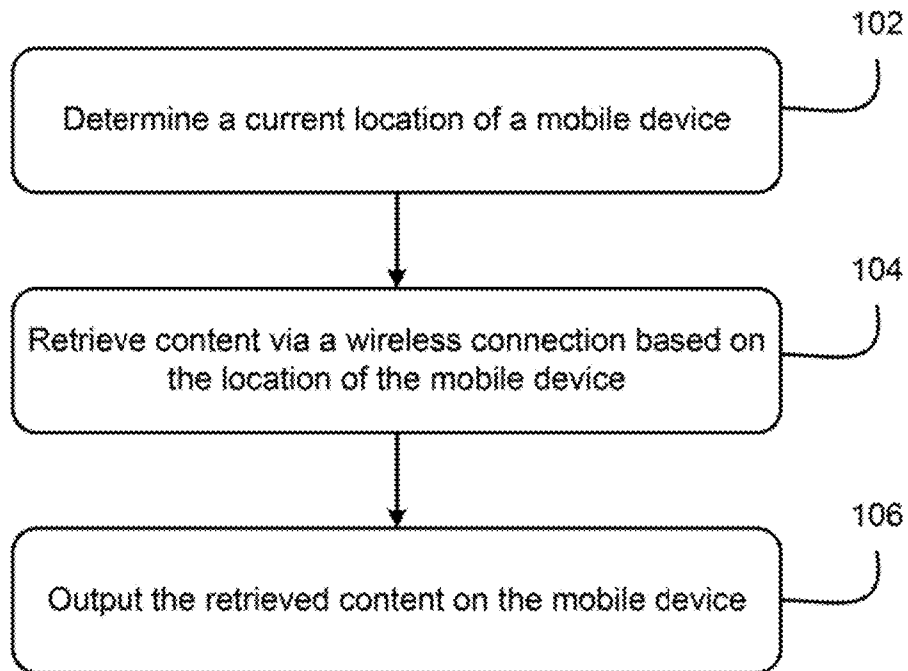 102
Determine a current location of a mobile device
104
Retrieve content via a wireless connection based on
the location of the mobile device
106
Output the retrieved content on the mobile device